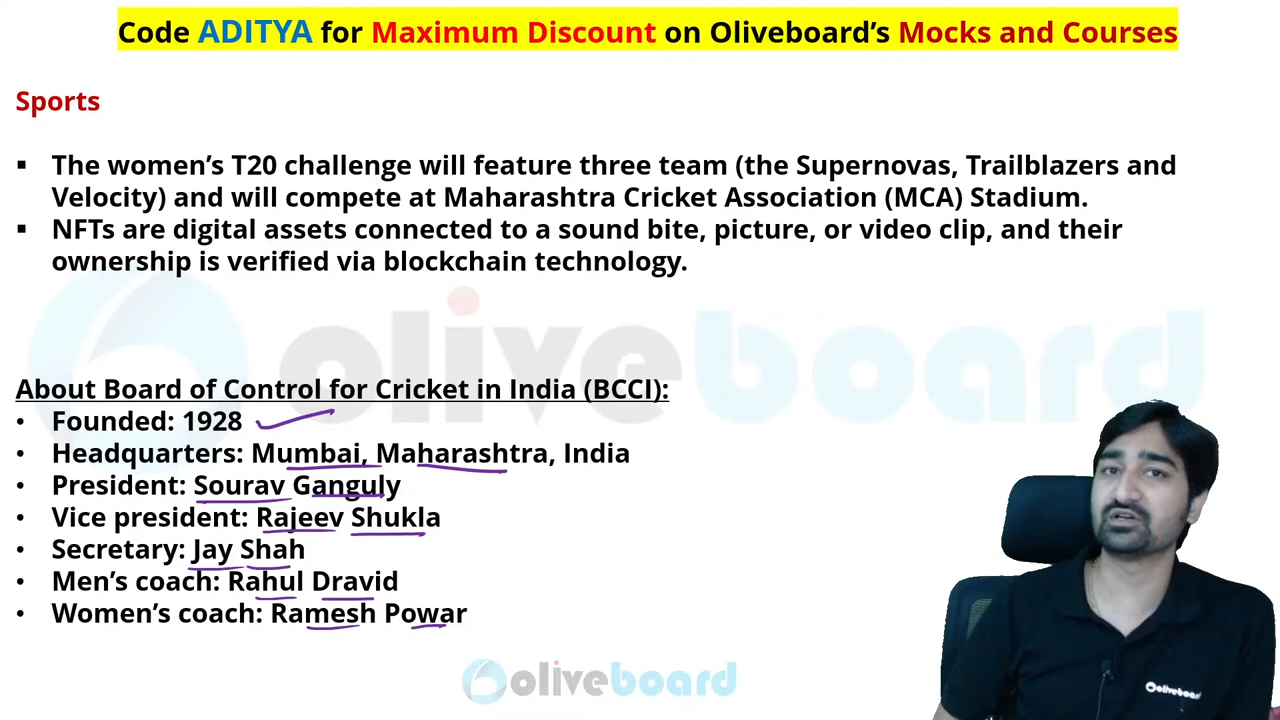 Code ADITYA for Maximum Discount on Oliveboard’s Mocks and Courses
Sports
▪ The women’s T20 challenge will feature three team (the Supernovas, Trailblazers and
Velocity) and will compete at Maharashtra Cricket Association (MCA) Stadium.
▪ NFTs are digital assets connected to a sound bite, picture, or video clip, and their
ownership is verified via blockchain technology.
oliveboard
About Board of Control for Cricket in India (BCCI):
• Founded: 1928
• Headquarters: Mumbai, Maharashtra, India
• President: Sourav Ganguly
• Vice president: Rajeev Shukla
• Secretary: Jay Shah
• Men’s coach: Rahul Dravid
• Women’s coach: Ramesh Powar
oliveboard
oliveboard